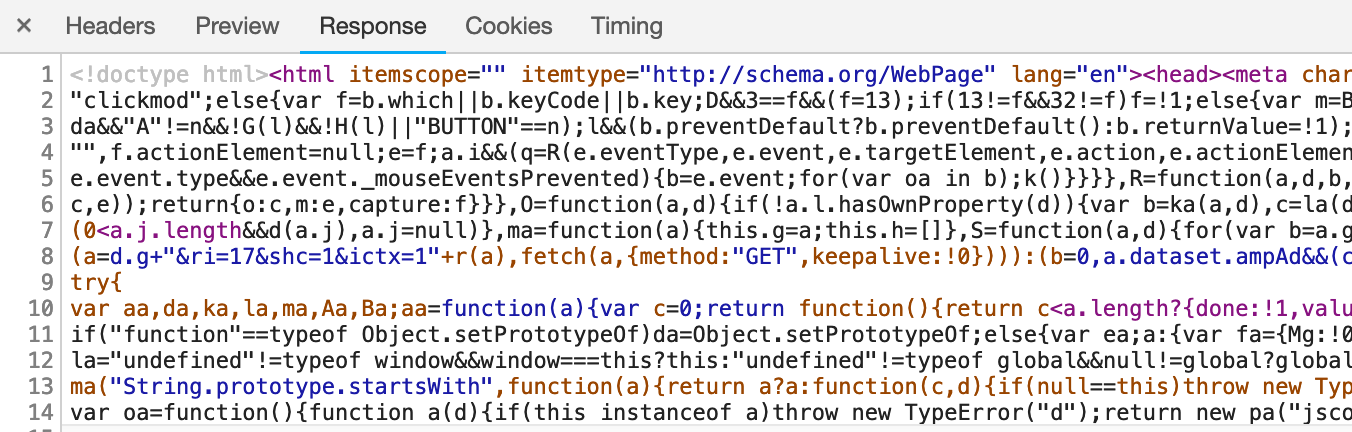 × Headers Preview Response Cookies Timing
1 <!doctype html><html itemscope="" itemtype="http://schema.org/WebPage" lang="en"><head><meta char
2 "clickmod";else{var f=b.which||b.keyCode||b.key;D&&3==f&&(f=13);if(13!=f&&32!=f)f=!1;else{var m=B
3 da&&"A"!=n&&!G(l)&&!H(l)||"BUTTON"==n);l&&(b.preventDefault?b.preventDefault():b.returnValue=!1);
4 "",f.actionElement=null;e=f;a.i&&(q=R(e.eventType,e.event,e.targetElement,e.action,e.actionElemen
5 e.event.type&&e.event._mouseEventsPrevented){b=e.event;for(var oa in b);k()}}}},R=function(a,d,b,
6 c,e));return{o:c,m:e,capture:f}}},O=function(a,d){if(!a.l.hasOwnProperty(d)){var b=ka(a,d),c=la(d
7 (0<a.j.length&&d(a.j),a.j=null)},ma=function(a){this.g=a;this.h=[]},S=function(a,d){for(var b=a.g
8 (a=d.g+"&ri=17&shc=1&ictx=1"+r(a),fetch(a,{method:"GET",keepalive:!0}))):(b=0,a.dataset.ampAd&&(c
9 try{
10 var aa,da,ka,la,ma,Aa,Ba;aa=function(a){var c=0;return function(){return c<a.length?{done:!1,valu
11 if("function"==typeof Object.setPrototypeOf)da=Object.setPrototypeOf;else{var ea;a:{var fa={Mg:!0
12 la="undefined"!=typeof window&&window===this?this:"undefined"!=typeof global&&null!=global?global
13 ma("String.prototype.startsWith",function(a){return a?a:function(c,d){if(null==this)throw new Typ
14 var oa=function(){function a(d){if(this instanceof a)throw new TypeError("d");return new pa("jsco